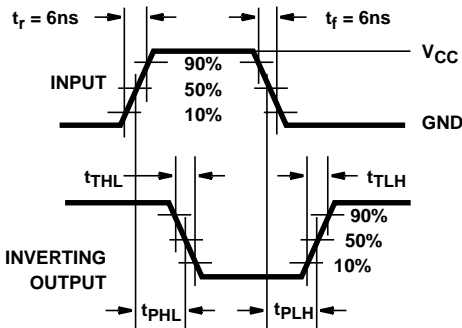 tr = 6ns
tf = 6ns
VCC
90%
INPUT
50%
10%
GND
tTHL
tTLH
90%
50%
INVERTING
OUTPUT
10%
tPHL
tPLH